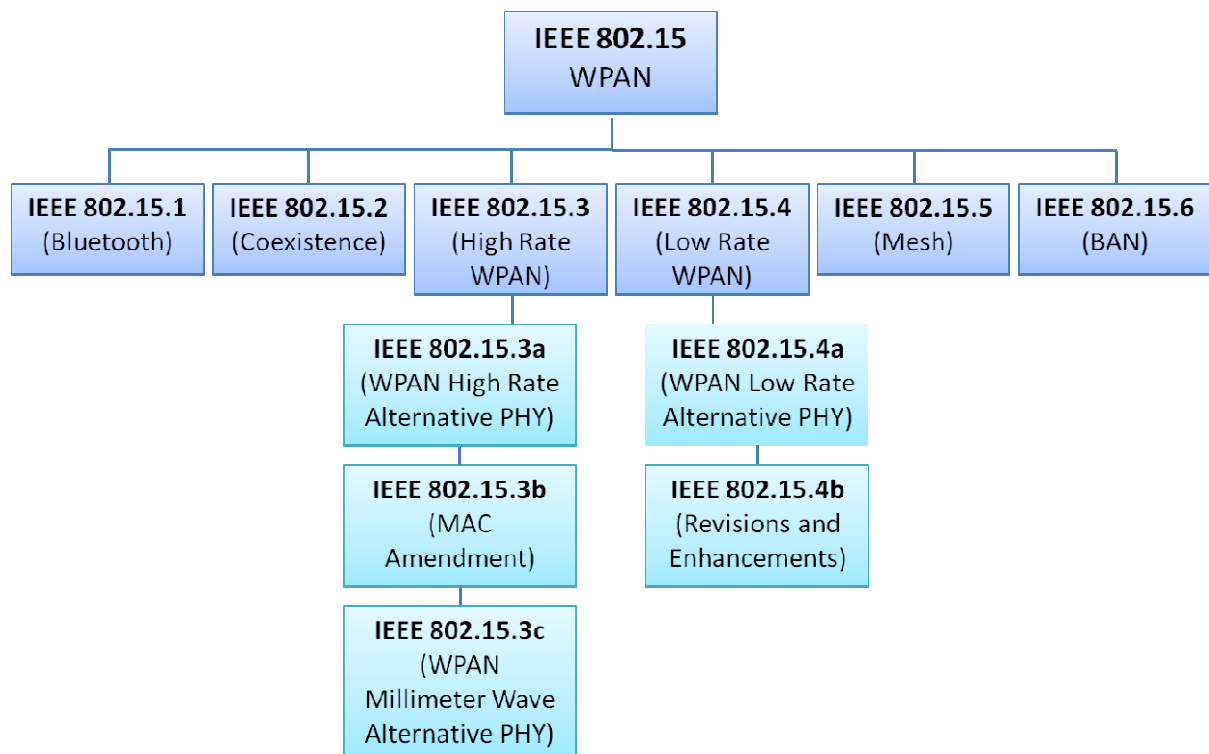 IEEE 802.15
WPAN
IEEE 802.15.1
(Bluetooth)
IEEE 802.15.2
(Coexistence)
IEEE 802.15.3
(High Rate
WPAN)
IEEE 802.15.4
(Low Rate
WPAN)
IEEE 802.15.5
(Mesh)
IEEE 802.15.6
(BAN)
IEEE 802.15.3a
(WPAN High Rate
Alternative PHY)
IEEE 802.15.4a
(WPAN Low Rate
Alternative PHY)
IEEE 802.15.3b
(MAC
Amendment)
IEEE 802.15.4b
(Revisions and
Enhancements)
IEEE 802.15.3c
(WPAN
Millimeter Wave
Alternative PHY)